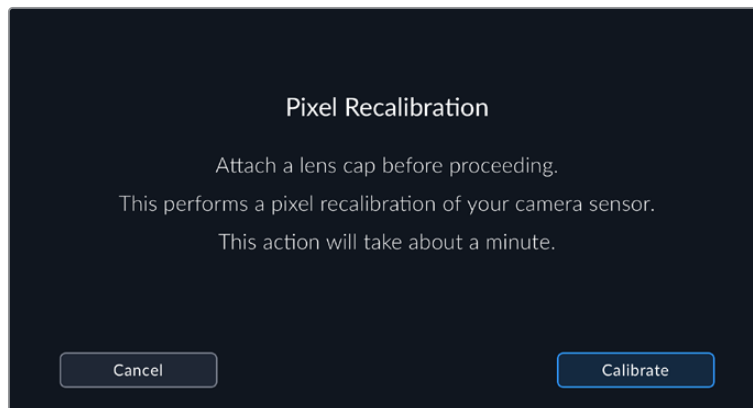 Pixel Recalibration
Attach a lens cap before proceeding.
This performs a pixel recalibration of your camera sensor.
This action will take about a minute.
Cancel
Calibrate